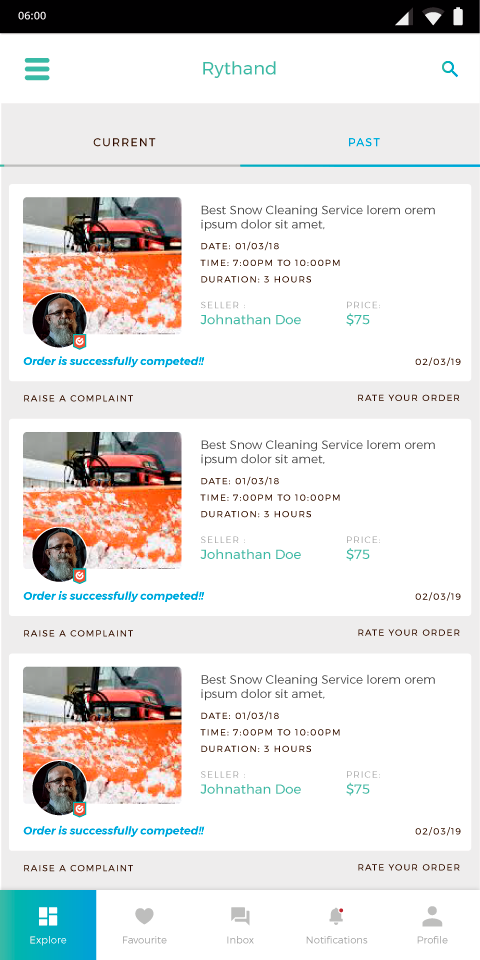 06:00
Rythand
CURRENT
PAST
Best Snow Cleaning Service lorem orem
ipsum dolor sit amet,
DATE: 01/03/18
TIME: 7:00PM TO 10:00PM
DURATION: 3 HOURS
SELLER : PRICE:
Johnathan Doe $75
Order is successfully competed!! 02/03/19
RAISE A COMPLAINT RATE YOUR ORDER
Best Snow Cleaning Service lorem orem
ipsum dolor sit amet,
DATE: 01/03/18
TIME: 7:00PM TO 10:00PM
DURATION: 3 HOURS
SELLER : PRICE:
Johnathan Doe $75
Order is successfully competed!! 02/03/19
RAISE A COMPLAINT RATE YOUR ORDER
Best Snow Cleaning Service lorem orem
ipsum dolor sit amet,
DATE: 01/03/18
TIME: 7:00PM TO 10:00PM
DURATION: 3 HOURS
SELLER : PRICE:
Johnathan Doe $75
Order is successfully competed!! 02/03/19
RAISE A COMPLAINT RATE YOUR ORDER
Explore Favourite Inbox Notifications Profile